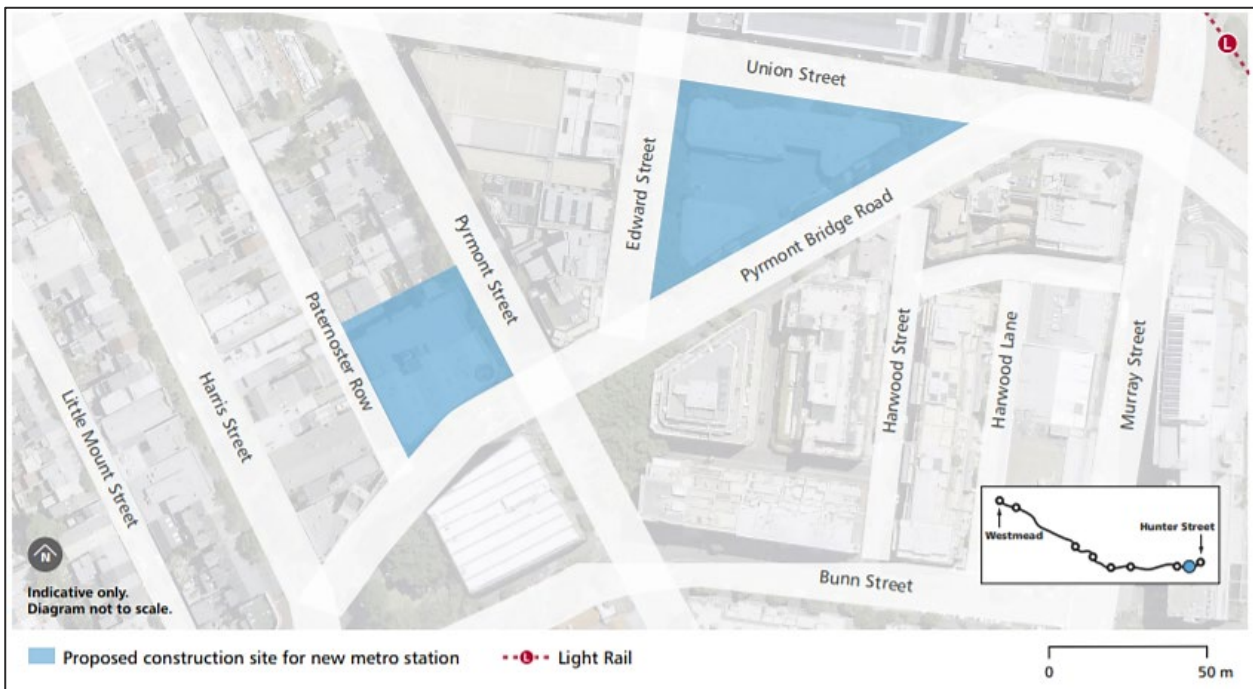 L
Union Street
Edward Street
Pyrmont Bridge Road
Pyrmont Street
Paternoster Row
Harris Street
Little Mount Street
Harwood Street
Harwood Lane
Murray Street
Bunn Street
Hunter Street
Westmead
N
Indicative only.
Diagram not to scale.
Proposed construction site for new metro station
L
Light Rail
0
50 m